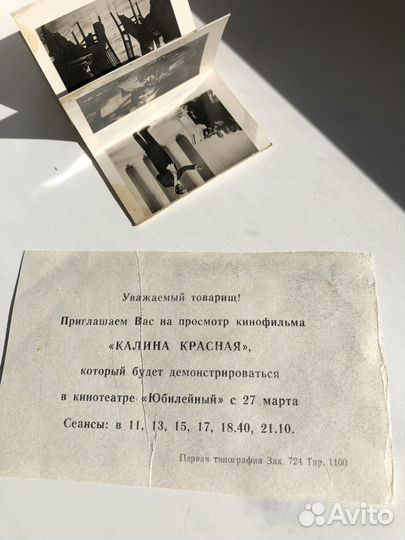 Уважаемый товарищ!
Приглашаем Вас на просмотр кинофильма
«КАЛИНА КРАСНАЯ»,
который будет демонстрироваться
в кинотеатре «Юбилейный» с 27 марта
Сеансы: в 11, 13, 15, 17, 18.40, 21.10.
Первая типография Зак. 724 Тир. 1100
Avito